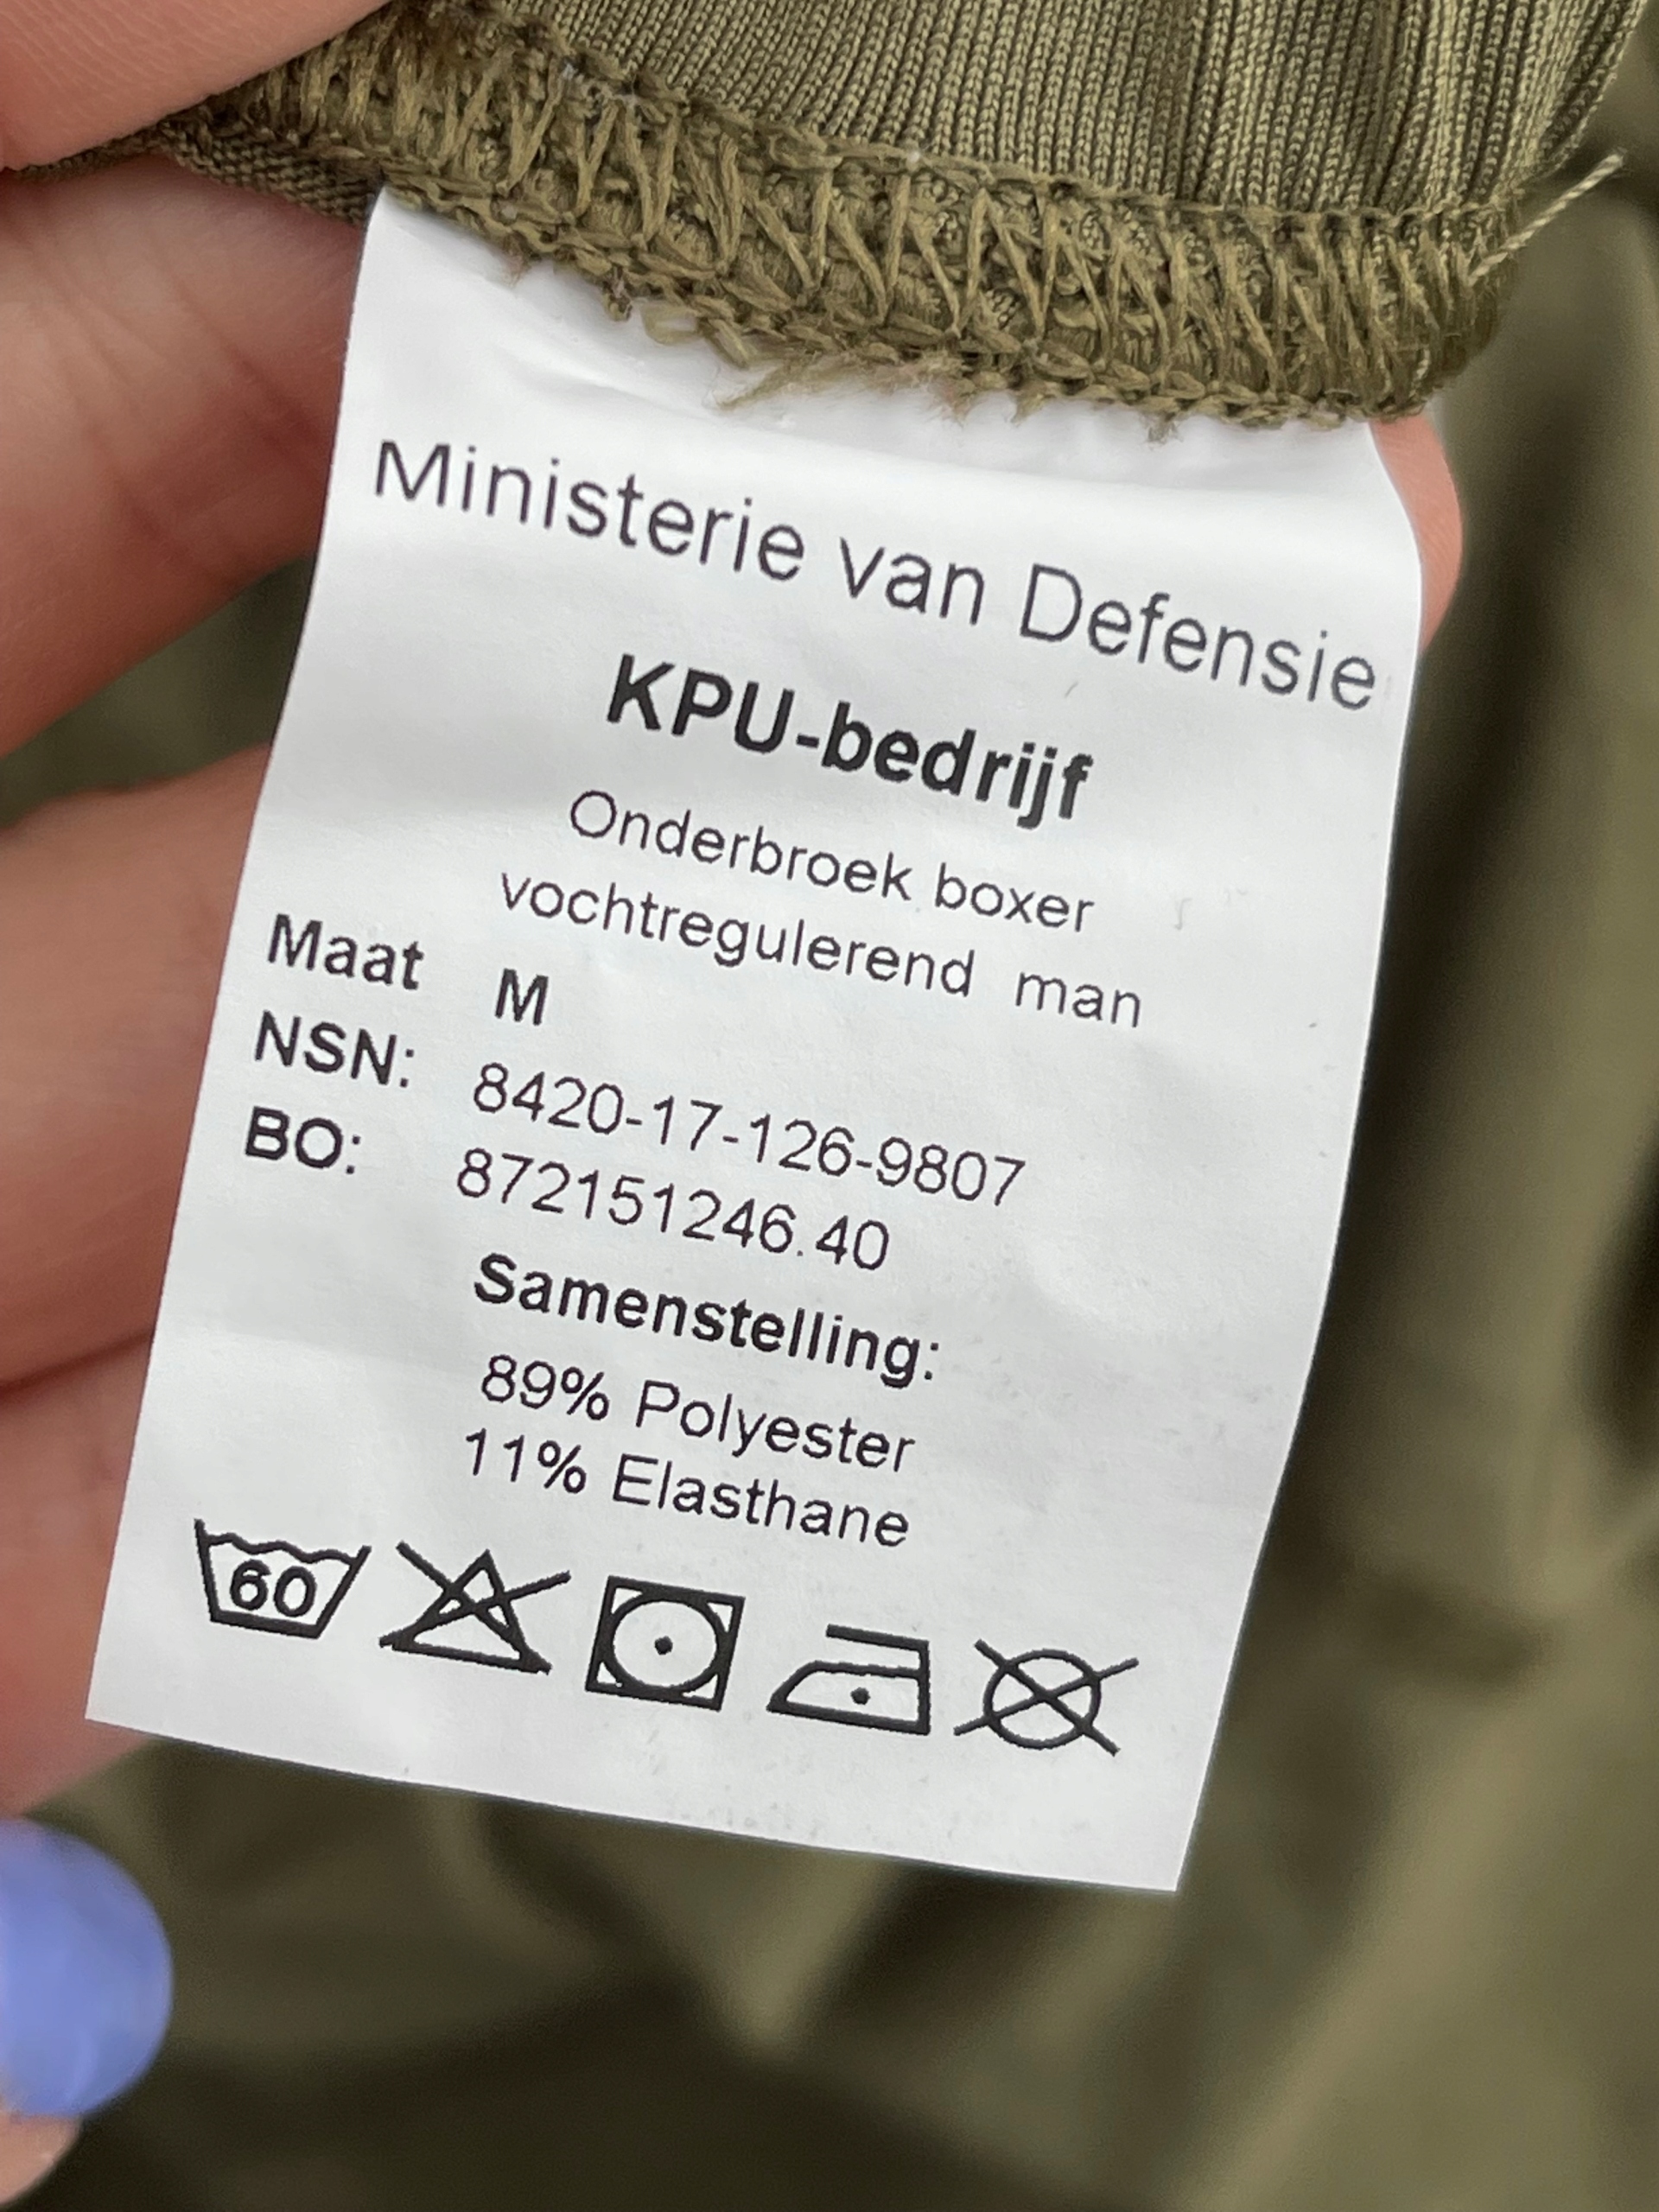 Ministerie van Defensie
KPU-bedrijf
Onderbroek boxer
vochtregulerend man
Maat M
NSN: 8420-17-126-9807
BO: 872151246.40
Samenstelling:
89% Polyester
11% Elasthane
60